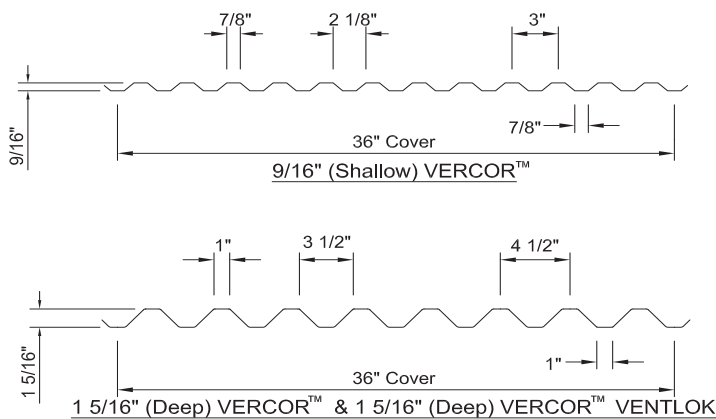 7/8" 2 1/8" 3"
9/16"
7/8"
36" Cover
9/16" (Shallow) VERCOR™
1" 3 1/2" 4 1/2"
1 5/16"
1"
36" Cover
1 5/16" (Deep) VERCOR™ & 1 5/16" (Deep) VERCOR™ VENTLOK